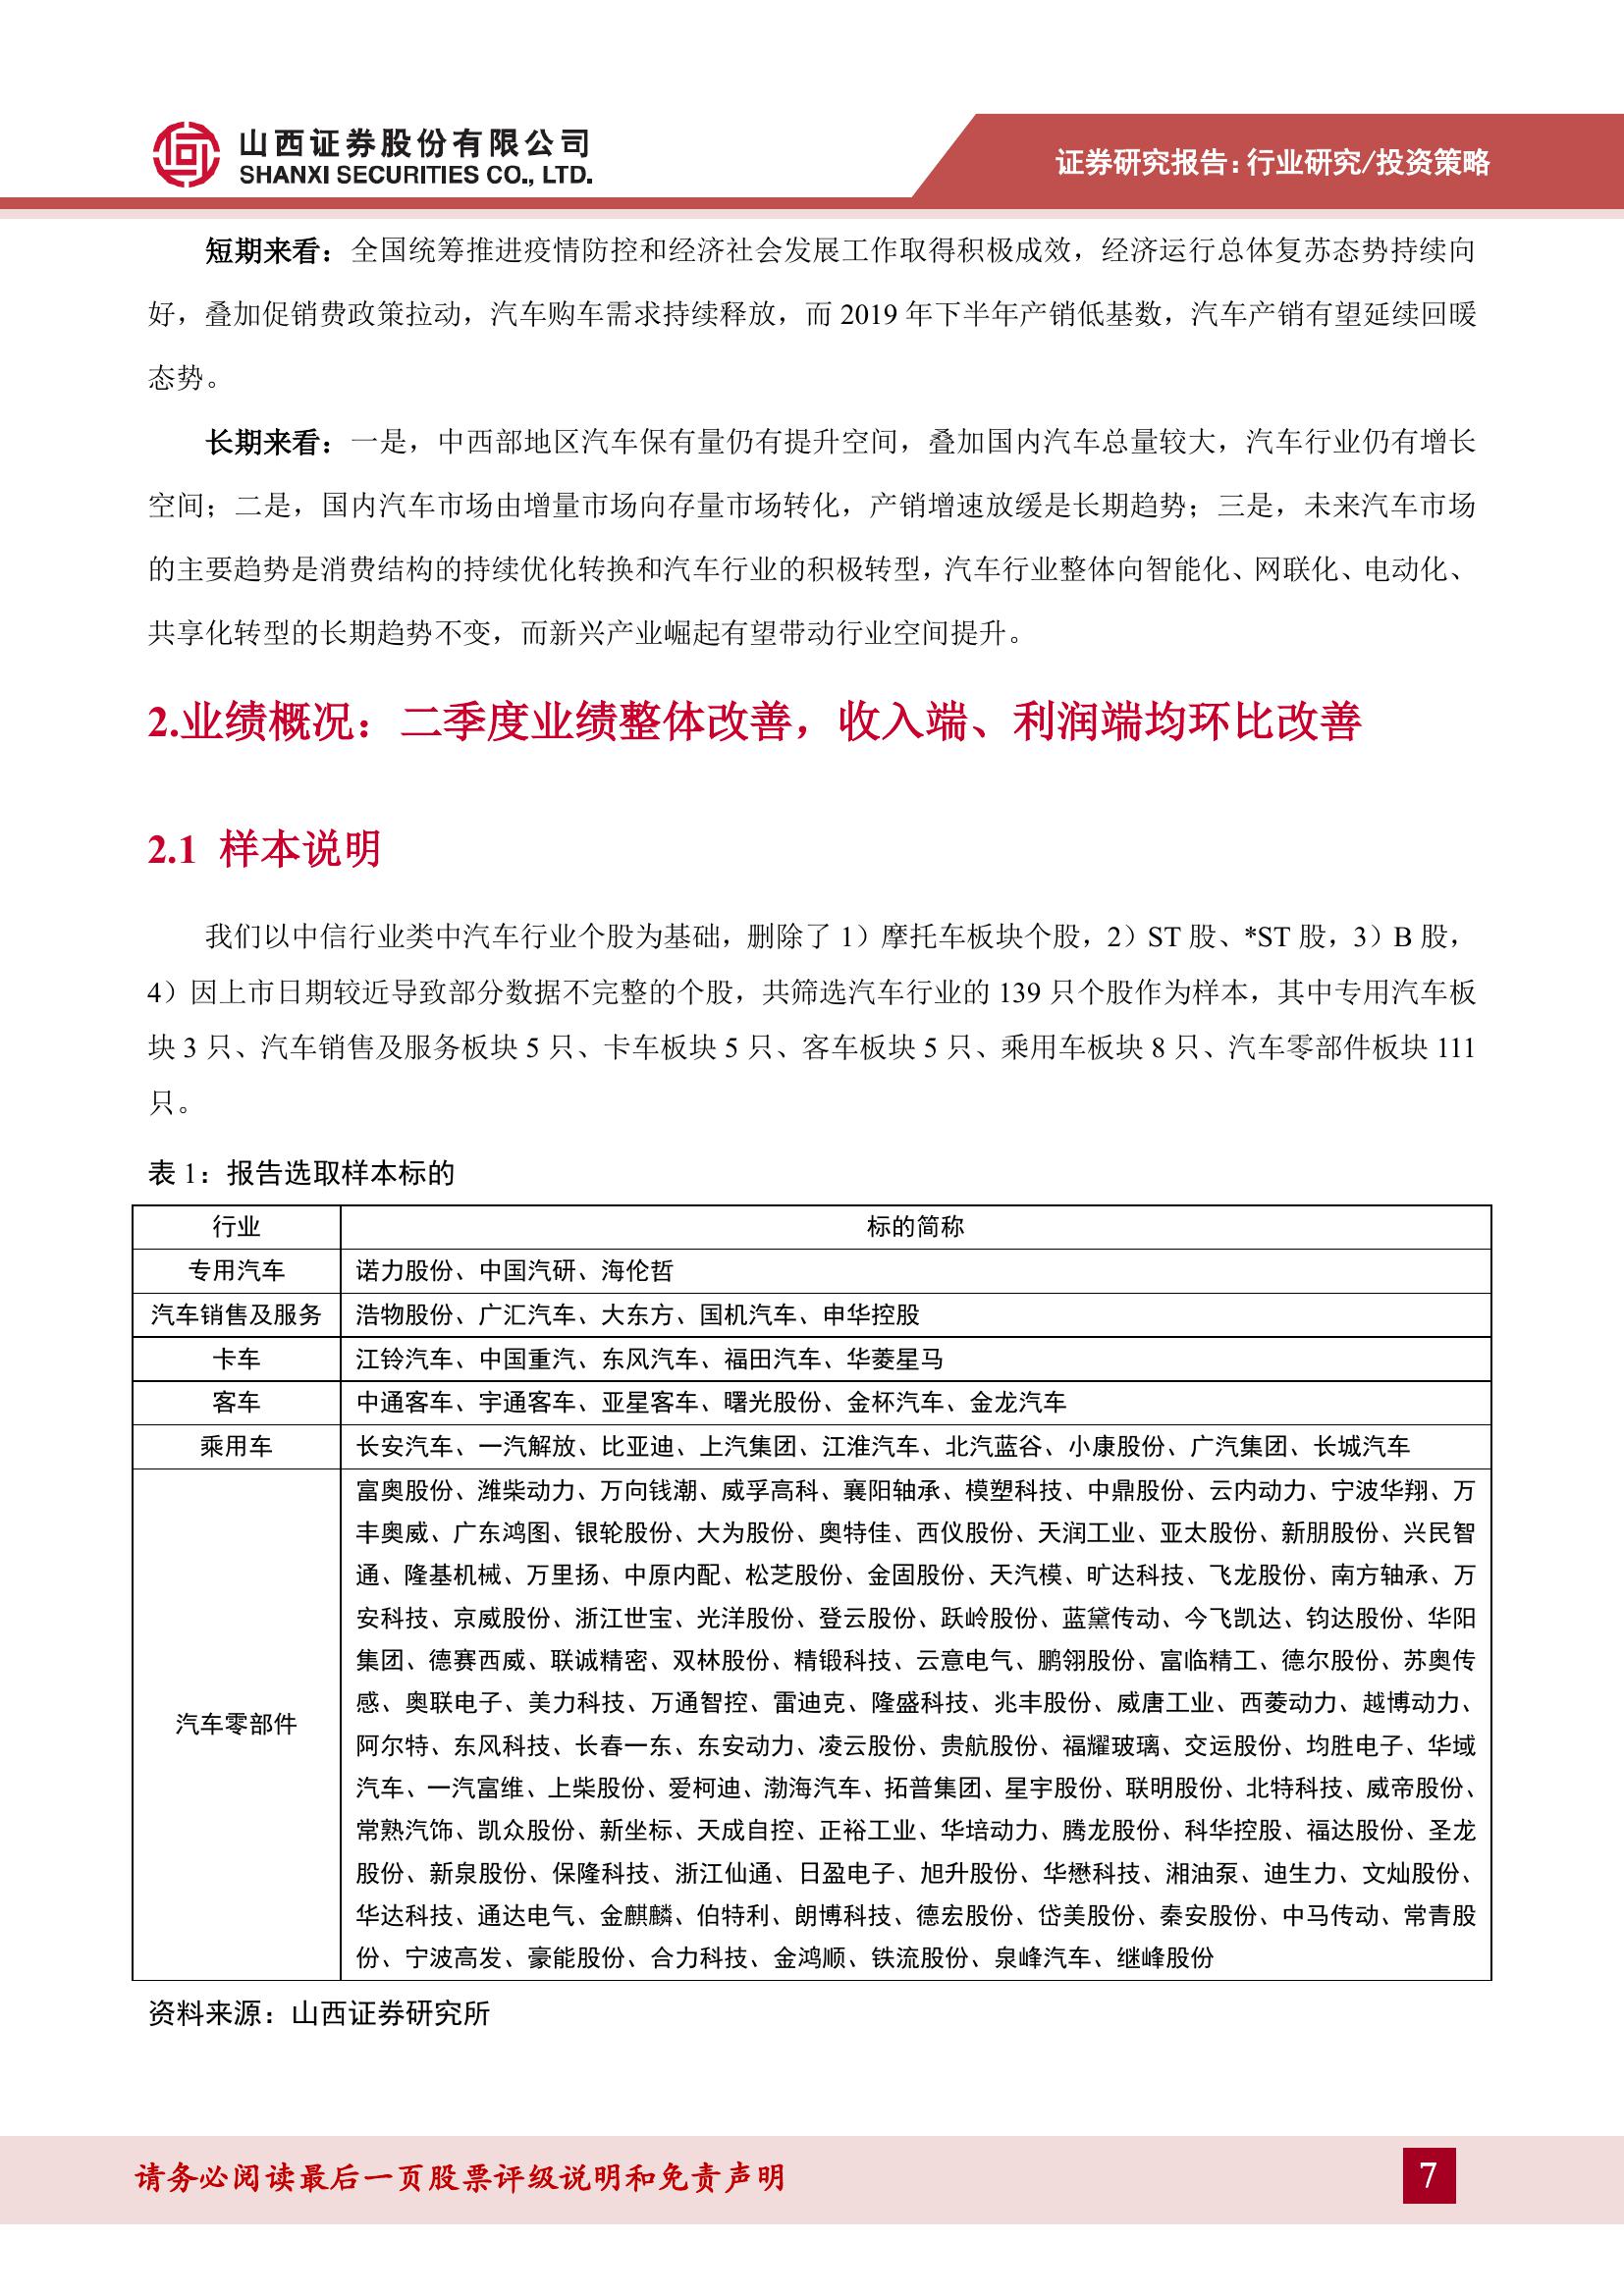 山西证券股份有限公司
SHANXI SECURITIES CO., LTD.
证券研究报告:行业研究/投资策略
短期来看：全国统筹推进疫情防控和经济社会发展工作取得积极成效，经济运行总体复苏态势持续向
好，叠加促销费政策拉动，汽车购车需求持续释放，而 2019 年下半年产销低基数，汽车产销有望延续回暖
态势。
长期来看：一是，中西部地区汽车保有量仍有提升空间，叠加国内汽车总量较大，汽车行业仍有增长
空间；二是，国内汽车市场由增量市场向存量市场转化，产销增速放缓是长期趋势；三是，未来汽车市场
的主要趋势是消费结构的持续优化转换和汽车行业的积极转型，汽车行业整体向智能化、网联化、电动化、
共享化转型的长期趋势不变，而新兴产业崛起有望带动行业空间提升。
2.业绩概况：二季度业绩整体改善，收入端、利润端均环比改善
2.1 样本说明
我们以中信行业类中汽车行业个股为基础，删除了 1）摩托车板块个股，2）ST 股、*ST 股，3）B 股，
4）因上市日期较近导致部分数据不完整的个股，共筛选汽车行业的 139 只个股作为样本，其中专用汽车板
块 3 只、汽车销售及服务板块 5 只、卡车板块 5 只、客车板块 5 只、乘用车板块 8 只、汽车零部件板块 111
只。
表 1：报告选取样本标的
行业 标的简称
专用汽车 诺力股份、中国汽研、海伦哲
汽车销售及服务 浩物股份、广汇汽车、大东方、国机汽车、申华控股
卡车 江铃汽车、中国重汽、东风汽车、福田汽车、华菱星马
客车 中通客车、宇通客车、亚星客车、曙光股份、金杯汽车、金龙汽车
乘用车 长安汽车、一汽解放、比亚迪、上汽集团、江淮汽车、北汽蓝谷、小康股份、广汽集团、长城汽车
汽车零部件
富奥股份、潍柴动力、万向钱潮、威孚高科、襄阳轴承、模塑科技、中鼎股份、云内动力、宁波华翔、万
丰奥威、广东鸿图、银轮股份、大为股份、奥特佳、西仪股份、天润工业、亚太股份、新朋股份、兴民智
通、隆基机械、万里扬、中原内配、松芝股份、金固股份、天汽模、旷达科技、飞龙股份、南方轴承、万
安科技、京威股份、浙江世宝、光洋股份、登云股份、跃岭股份、蓝黛传动、今飞凯达、钧达股份、华阳
集团、德赛西威、联诚精密、双林股份、精锻科技、云意电气、鹏翎股份、富临精工、德尔股份、苏奥传
感、奥联电子、美力科技、万通智控、雷迪克、隆盛科技、兆丰股份、威唐工业、西菱动力、越博动力、
阿尔特、东风科技、长春一东、东安动力、凌云股份、贵航股份、福耀玻璃、交运股份、均胜电子、华域
汽车、一汽富维、上柴股份、爱柯迪、渤海汽车、拓普集团、星宇股份、联明股份、北特科技、威帝股份、
常熟汽饰、凯众股份、新坐标、天成自控、正裕工业、华培动力、腾龙股份、科华控股、福达股份、圣龙
股份、新泉股份、保隆科技、浙江仙通、日盈电子、旭升股份、华懋科技、湘油泵、迪生力、文灿股份、
华达科技、通达电气、金麒麟、伯特利、朗博科技、德宏股份、岱美股份、秦安股份、中马传动、常青股
份、宁波高发、豪能股份、合力科技、金鸿顺、铁流股份、泉峰汽车、继峰股份
资料来源：山西证券研究所
请务必阅读最后一页股票评级说明和免责声明
7